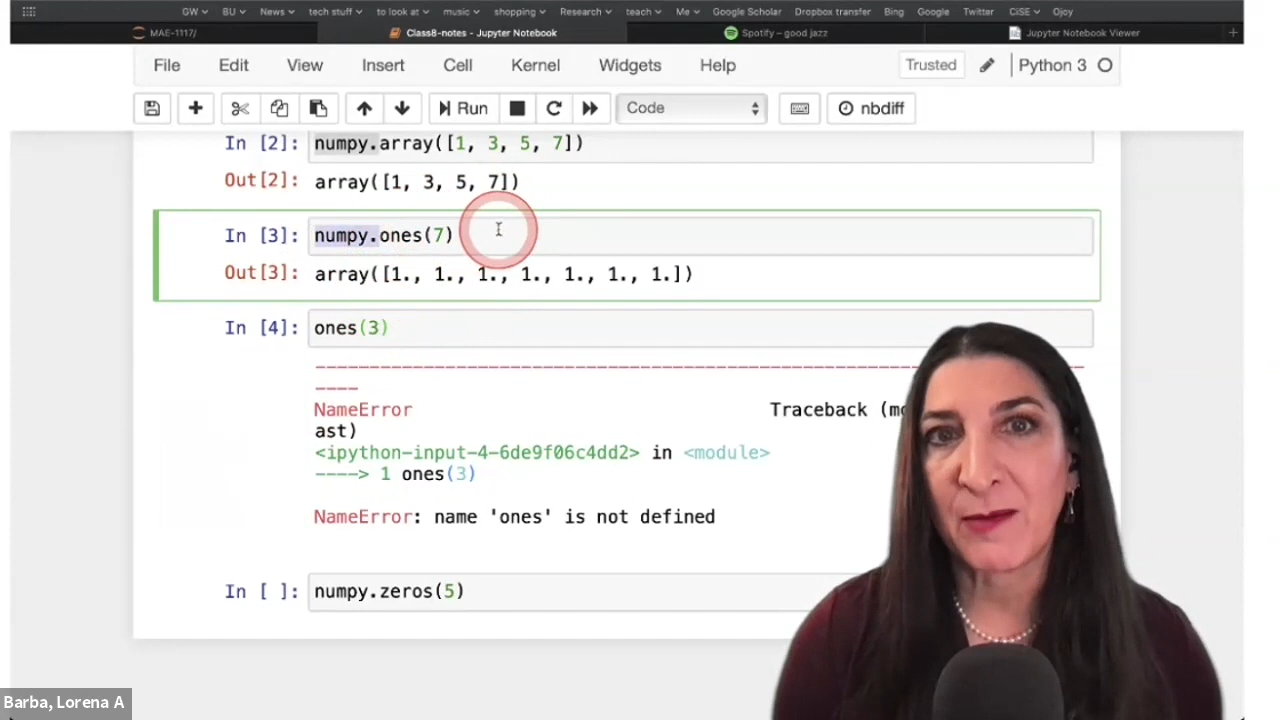 GW BU News tech stuff to look at music shopping Research teach Me Google Scholar Dropbox transfer Bing Google Twitter CiSE Ojoy
MAE-1117/ Class8-notes - Jupyter Notebook Spotify – good jazz Jupyter Notebook Viewer +
File Edit View Insert Cell Kernel Widgets Help Trusted Python 3
Run Code nbdiff
In [2]: numpy.array([1, 3, 5, 7])
Out[2]: array([1, 3, 5, 7])
In [3]: numpy.ones(7)
Out[3]: array([1., 1., 1., 1., 1., 1., 1.])
In [4]: ones(3)
---------------------------------------------------------------------------
NameError Traceback (mo
ast)
<ipython-input-4-6de9f06c4dd2> in <module>
----> 1 ones(3)
NameError: name 'ones' is not defined
In [ ]: numpy.zeros(5)
Barba, Lorena A